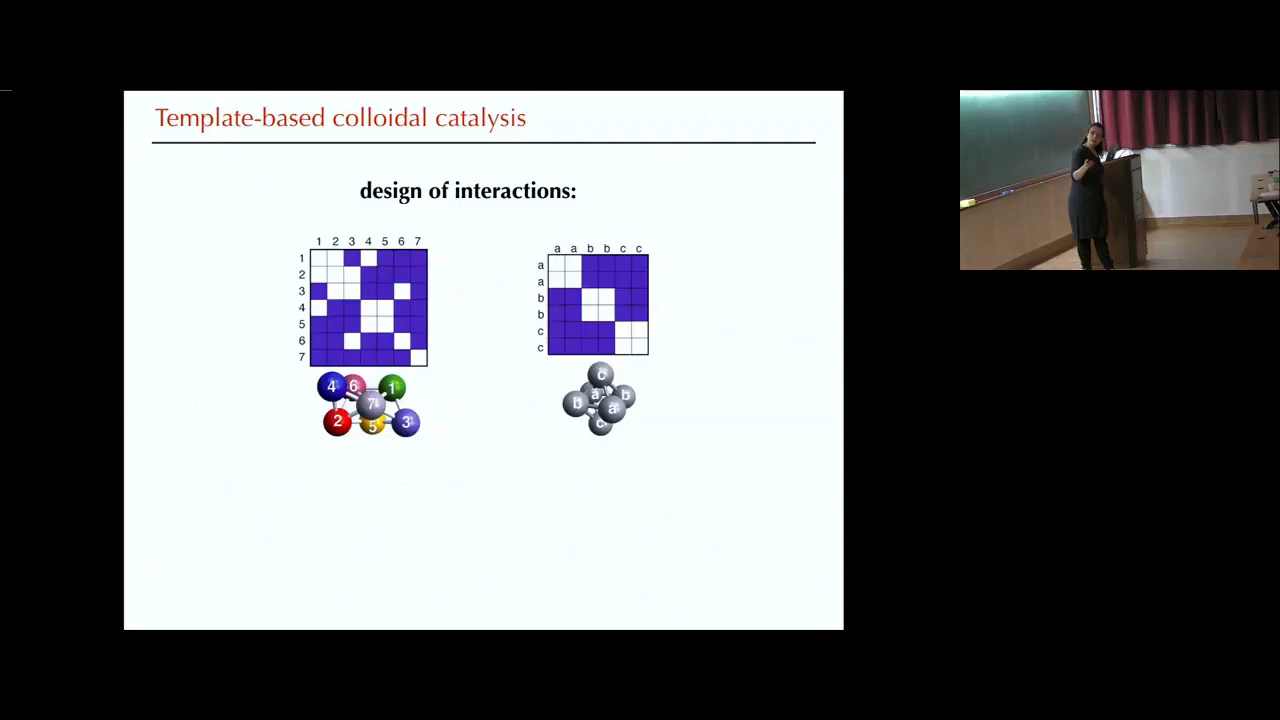 Template-based colloidal catalysis
design of interactions:
1 2 3 4 5 6 7
1
2
3
4
5
6
7
a a b b c c
a
a
b
b
c
c
4 6 1
7
2 5 3
c
a b
b a
c